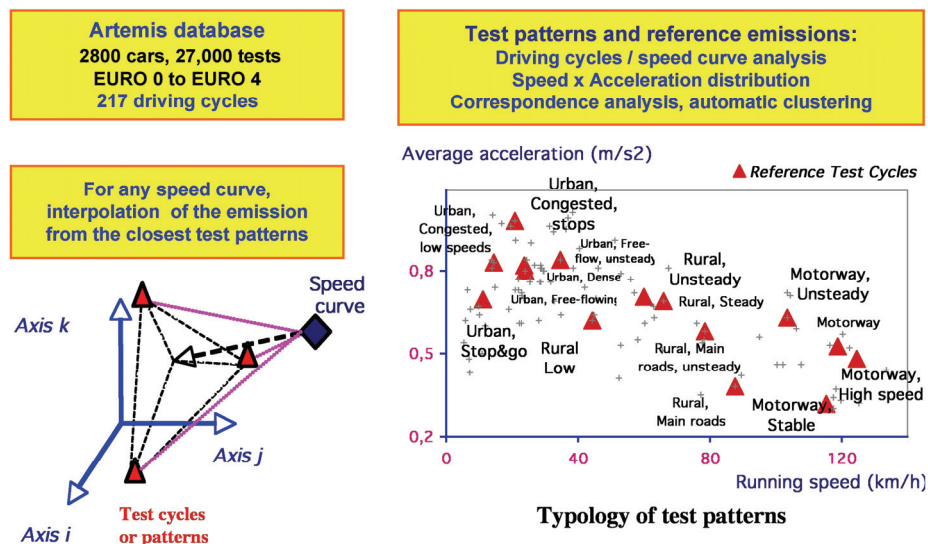 Artemis database
2800 cars, 27,000 tests
EURO 0 to EURO 4
217 driving cycles
Test patterns and reference emissions:
Driving cycles / speed curve analysis
Speed x Acceleration distribution
Correspondence analysis, automatic clustering
For any speed curve,
interpolation of the emission
from the closest test patterns
Speed
curve
Axis k
Axis j
Axis i
Test cycles
or patterns
Average acceleration (m/s2)
Reference Test Cycles
Urban,
Congested,
low speeds
Urban,
Congested,
stops
Urban, Free-
flow, unsteady
Urban, Dense
Urban, Free-flowing
Rural,
Unsteady
Rural, Steady
Motorway,
Unsteady
Motorway
Urban,
Stop&go
Rural
Low
Rural, Main
roads, unsteady
Rural,
Main roads
Motorway,
Stable
Motorway,
High speed
0,8
0,5
0,2
0
40
80
120
Running speed (km/h)
Typology of test patterns